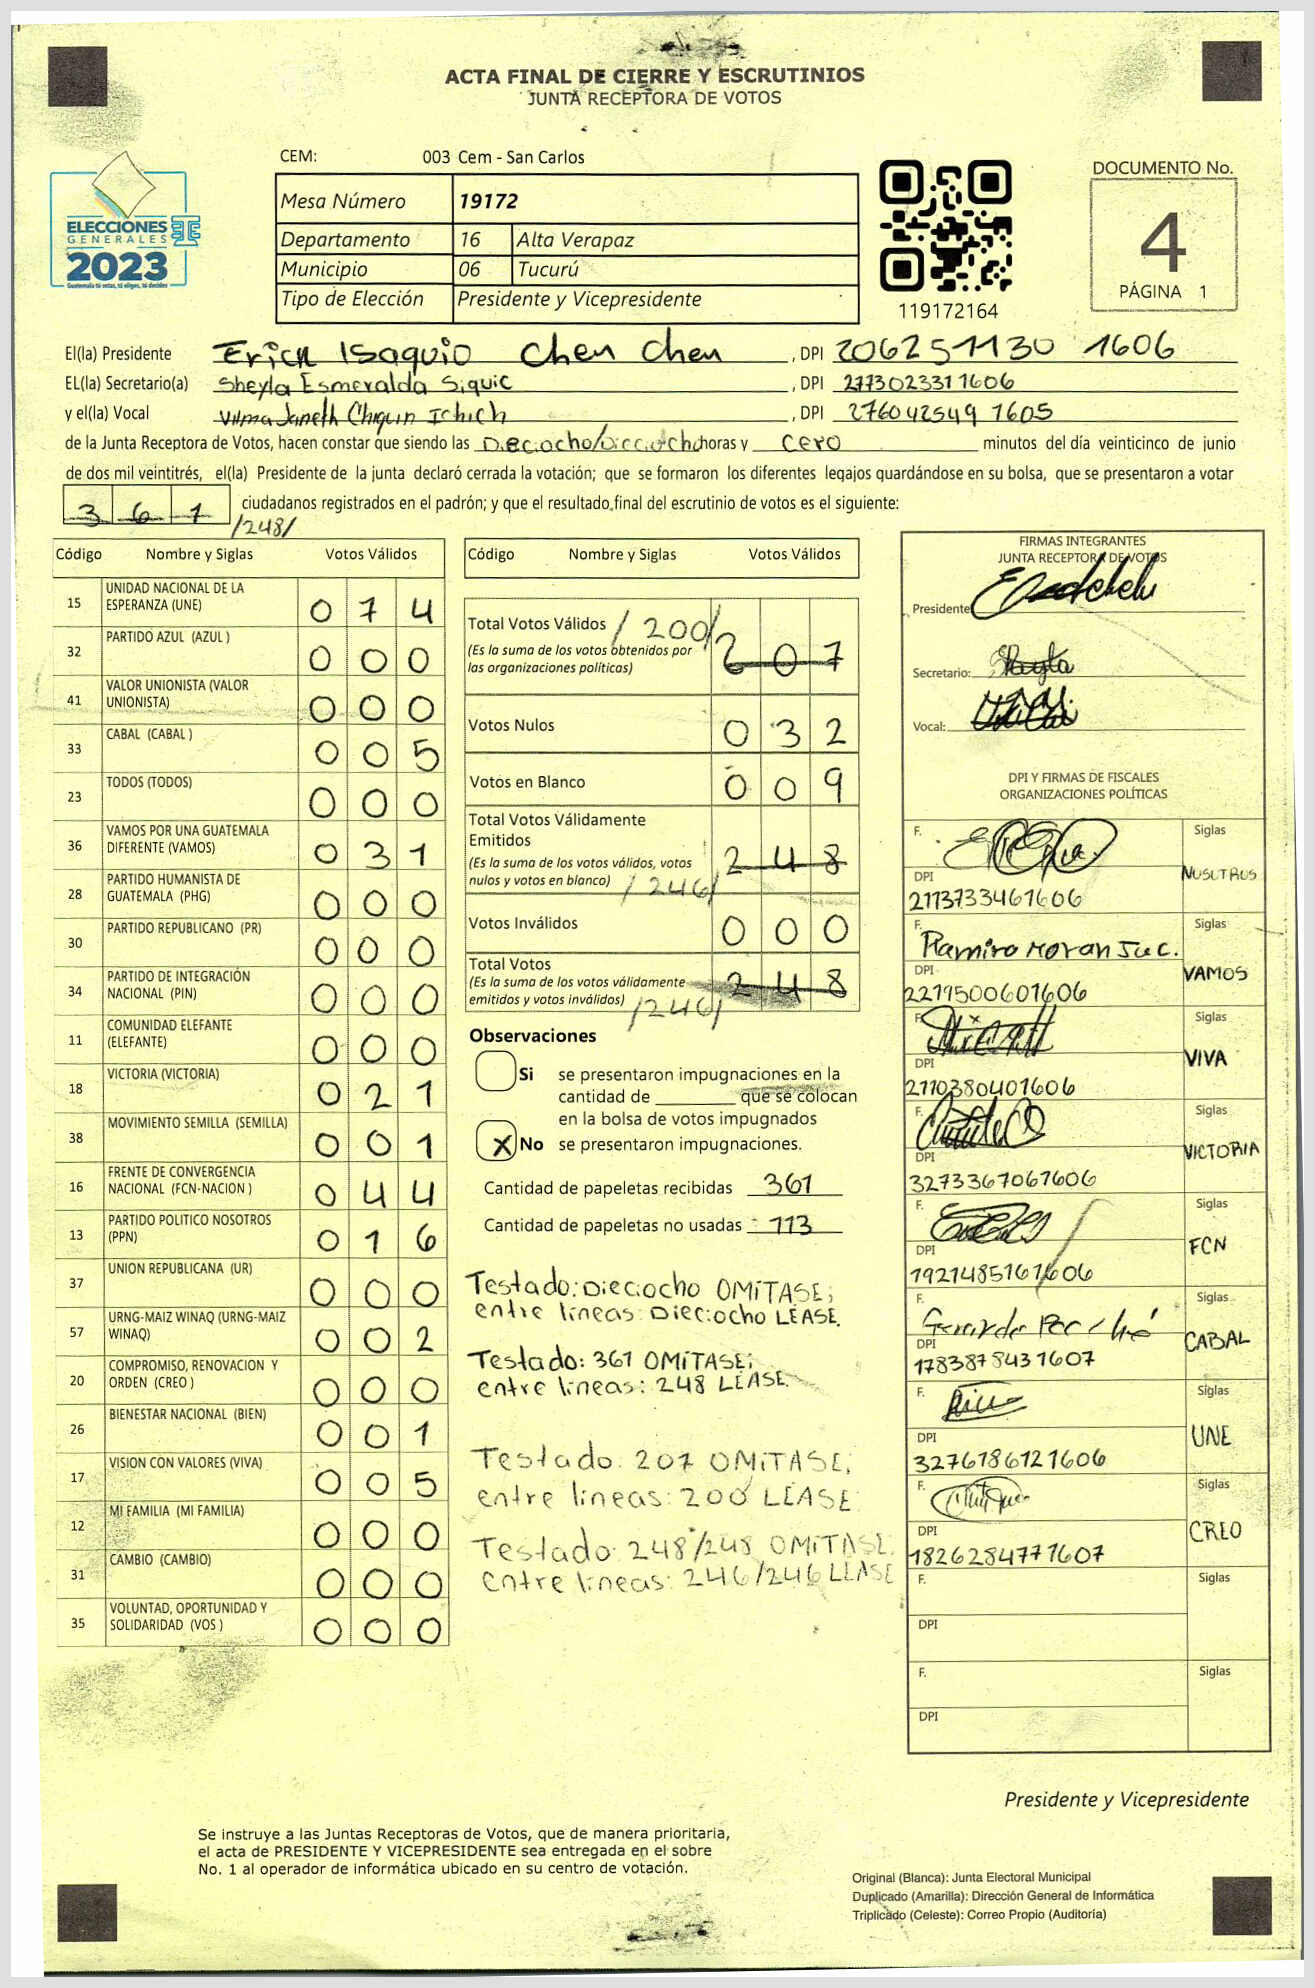 ACTA FINAL DE CIERRE Y ESCRUTINIOS
JUNTA RECEPTORA DE VOTOS
CEM: 003 Cem - San Carlos
DOCUMENTO No.
4
PÁGINA 1
ELECCIONES
GENERALES
2023
Guatemala tú votas, tú eliges, tú decides
Mesa Número 19172
Departamento 16 Alta Verapaz
Municipio 06 Tucurú
Tipo de Elección Presidente y Vicepresidente
119172164
El(la) Presidente Erick Isaquio Chen Chen, DPI 206251130 1606
EL(la) Secretario(a) Sheyla Esmeralda Siquic, DPI 2773023311606
y el(la) Vocal Vilma Janeth Chiquin Ichich, DPI 276042549 1605
de la Junta Receptora de Votos, hacen constar que siendo las Dieciocho/Dieciocho horas y cero minutos del día veinticinco de junio
de dos mil veintitrés, el(la) Presidente de la junta declaró cerrada la votación; que se formaron los diferentes legajos quardándose en su bolsa, que se presentaron a votar
361 ciudadanos registrados en el padrón; y que el resultado final del escrutinio de votos es el siguiente:
/248/
Código Nombre y Siglas Votos Válidos
15 UNIDAD NACIONAL DE LA ESPERANZA (UNE) 0 7 4
32 PARTIDO AZUL (AZUL ) 0 0 0
41 VALOR UNIONISTA (VALOR UNIONISTA) 0 0 0
33 CABAL (CABAL ) 0 0 5
23 TODOS (TODOS) 0 0 0
36 VAMOS POR UNA GUATEMALA DIFERENTE (VAMOS) 0 3 1
28 PARTIDO HUMANISTA DE GUATEMALA (PHG) 0 0 0
30 PARTIDO REPUBLICANO (PR) 0 0 0
34 PARTIDO DE INTEGRACIÓN NACIONAL (PIN) 0 0 0
11 COMUNIDAD ELEFANTE (ELEFANTE) 0 0 0
18 VICTORIA (VICTORIA) 0 2 1
38 MOVIMIENTO SEMILLA (SEMILLA) 0 0 1
16 FRENTE DE CONVERGENCIA NACIONAL (FCN-NACION ) 0 4 4
13 PARTIDO POLITICO NOSOTROS (PPN) 0 1 6
37 UNION REPUBLICANA (UR) 0 0 0
57 URNG-MAIZ WINAQ (URNG-MAIZ WINAQ) 0 0 2
20 COMPROMISO, RENOVACION Y ORDEN (CREO ) 0 0 0
26 BIENESTAR NACIONAL (BIEN) 0 0 1
17 VISION CON VALORES (VIVA) 0 0 5
12 MI FAMILIA (MI FAMILIA) 0 0 0
31 CAMBIO (CAMBIO) 0 0 0
35 VOLUNTAD, OPORTUNIDAD Y SOLIDARIDAD (VOS ) 0 0 0
Código Nombre y Siglas Votos Válidos
Total Votos Válidos /200/ 2 0 7
(Es la suma de los votos obtenidos por
las organizaciones políticas)
Votos Nulos 0 3 2
Votos en Blanco 0 0 9
Total Votos Válidamente
Emitidos
(Es la suma de los votos válidos, votos 2 4 8
nulos y votos en blanco) /246/
Votos Inválidos 0 0 0
Total Votos
(Es la suma de los votos válidamente 2 4 8
emitidos y votos inválidos) /246/
Observaciones
Si se presentaron impugnaciones en la
cantidad de ________ que se colocan
en la bolsa de votos impugnados
X No se presentaron impugnaciones.
Cantidad de papeletas recibidas 361
Cantidad de papeletas no usadas 113
Testado: Dieciocho OMiTASE;
entre lineas: Dieciocho LEASE.
Testado: 361 OMiTASE;
entre lineas: 248 LEASE.
Testado: 207 OMiTASE;
entre lineas: 200 LEASE
Testado: 248/248 OMiTASE.
entre lineas: 246/246 LEASE
FIRMAS INTEGRANTES
JUNTA RECEPTORA DE VOTOS
Presidente
Secretario: Sheyla
Vocal:
DPI Y FIRMAS DE FISCALES
ORGANIZACIONES POLÍTICAS
F. Siglas
DPI NOSOTROS
2113733461606
F. Ramiro Moran Juc. Siglas
DPI VAMOS
2219500601606
F. Siglas
DPI VIVA
2110380401606
F. Siglas
DPI VICTORIA
3273367061606
F. Siglas
DPI FCN
1921485161606
F. Gerardo Siglas
DPI CABAL
1783878431607
F. Siglas
DPI UNE
3276186121606
F. Siglas
DPI CREO
1826284771607
F. Siglas
DPI
F. Siglas
DPI
Presidente y Vicepresidente
Se instruye a las Juntas Receptoras de Votos, que de manera prioritaria,
el acta de PRESIDENTE Y VICEPRESIDENTE sea entregada en el sobre
No. 1 al operador de informática ubicado en su centro de votación.
Original (Blanca): Junta Electoral Municipal
Duplicado (Amarilla): Dirección General de Informática
Triplicado (Celeste): Correo Propio (Auditoría)